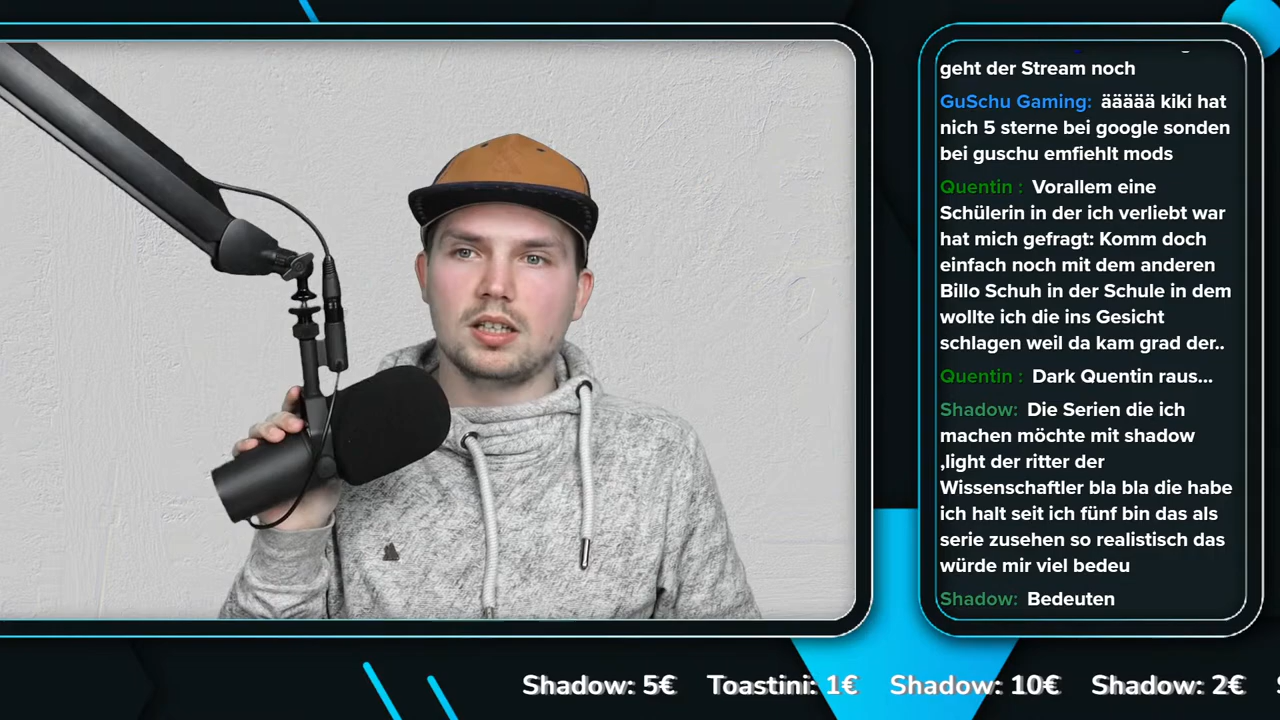 geht der Stream noch
GuSchu Gaming: äääää kiki hat
nich 5 sterne bei google sonden
bei guschu emfiehlt mods
Quentin : Vorallem eine
Schülerin in der ich verliebt war
hat mich gefragt: Komm doch
einfach noch mit dem anderen
Billo Schuh in der Schule in dem
wollte ich die ins Gesicht
schlagen weil da kam grad der..
Quentin : Dark Quentin raus...
Shadow: Die Serien die ich
machen möchte mit shadow
,light der ritter der
Wissenschaftler bla bla die habe
ich halt seit ich fünf bin das als
serie zusehen so realistisch das
würde mir viel bedeu
Shadow: Bedeuten
Shadow: 5€ Toastini: 1€ Shadow: 10€ Shadow: 2€